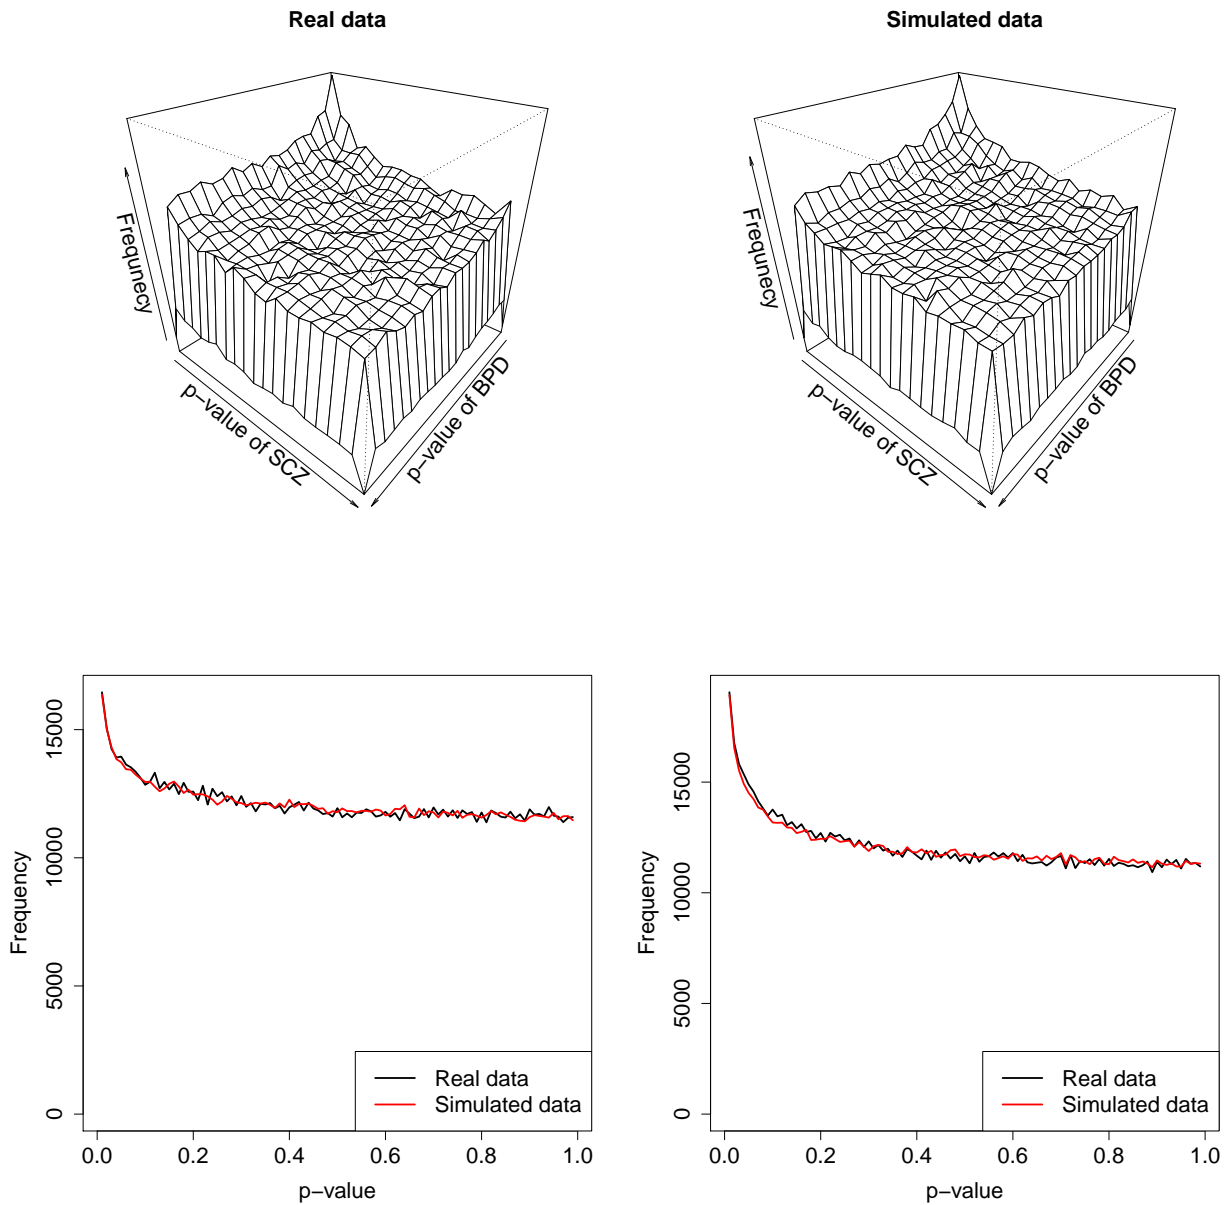 Real data
Simulated data
Frequnecy
p−value of SCZ
p−value of BPD
Frequnecy
p−value of SCZ
p−value of BPD
15000
10000
5000
0
Frequency
0.0 0.2 0.4 0.6 0.8 1.0
p−value
Real data
Simulated data
15000
10000
5000
0
Frequency
0.0 0.2 0.4 0.6 0.8 1.0
p−value
Real data
Simulated data